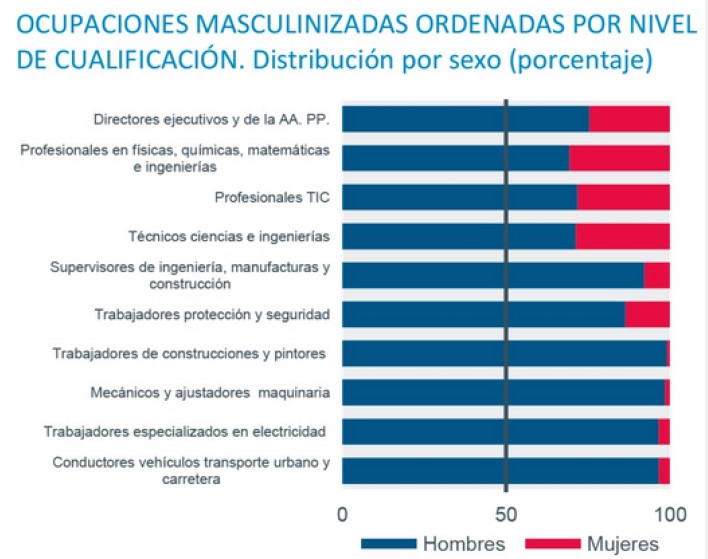 OCUPACIONES MASCULINIZADAS ORDENADAS POR NIVEL
DE CUALIFICACIÓN. Distribución por sexo (porcentaje)
Directores ejecutivos y de la AA. PP.
Profesionales en físicas, químicas, matemáticas
e ingenierías
Profesionales TIC
Técnicos ciencias e ingenierías
Supervisores de ingeniería, manufacturas y
construcción
Trabajadores protección y seguridad
Trabajadores de construcciones y pintores
Mecánicos y ajustadores maquinaria
Trabajadores especializados en electricidad
Conductores vehículos transporte urbano y
carretera
0 50 100
Hombres Mujeres